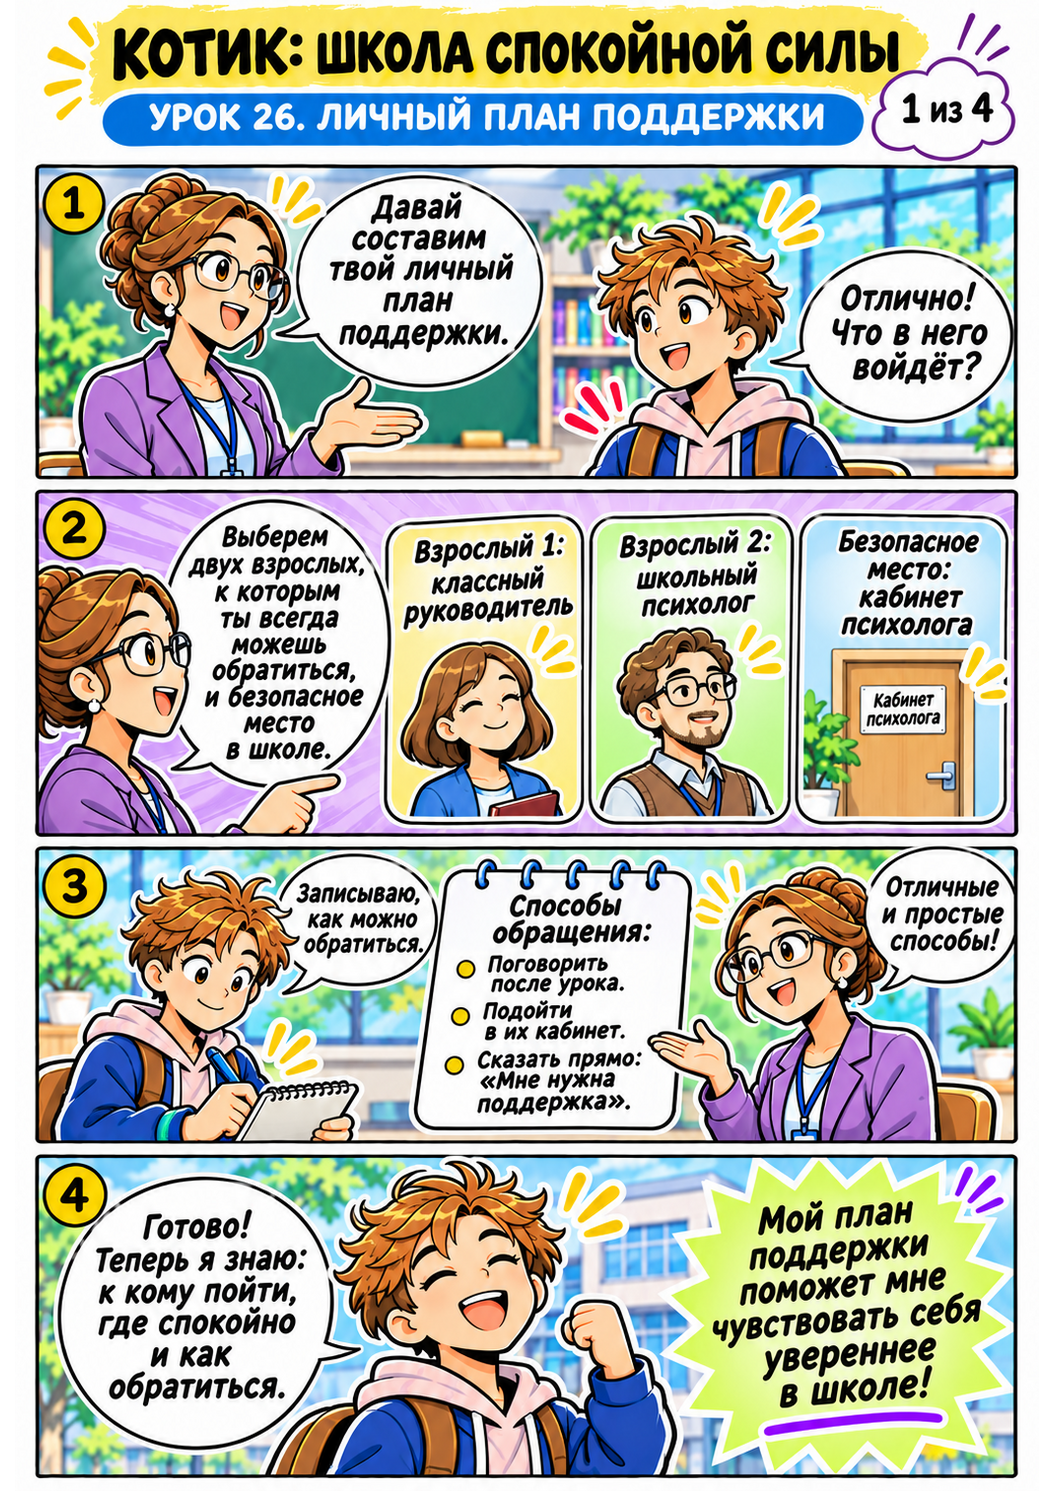 КОТИК: ШКОЛА СПОКОЙНОЙ СИЛЫ
УРОК 26. ЛИЧНЫЙ ПЛАН ПОДДЕРЖКИ
1 из 4
1
Давай
составим
твой личный
план
поддержки.
Отлично!
Что в него
войдёт?
2
Выберем
двух взрослых,
к которым
ты всегда
можешь
обратиться,
и безопасное
место
в школе.
Взрослый 1:
классный
руководитель
Взрослый 2:
школьный
психолог
Безопасное
место:
кабинет
психолога
Кабинет
психолога
3
Записываю,
как можно
обратиться.
Способы
обращения:
Поговорить
после урока.
Подойти
в их кабинет.
Сказать прямо:
«Мне нужна
поддержка».
Отличные
и простые
способы!
4
Готово!
Теперь я знаю:
к кому пойти,
где спокойно
и как
обратиться.
Мой план
поддержки
поможет мне
чувствовать себя
увереннее
в школе!